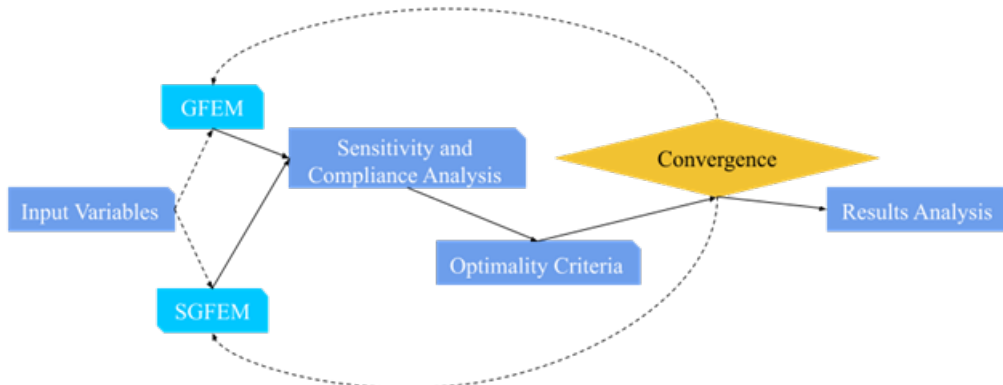 GFEM
Sensitivity and
Compliance Analysis
Convergence
Input Variables
Results Analysis
Optimality Criteria
SGFEM